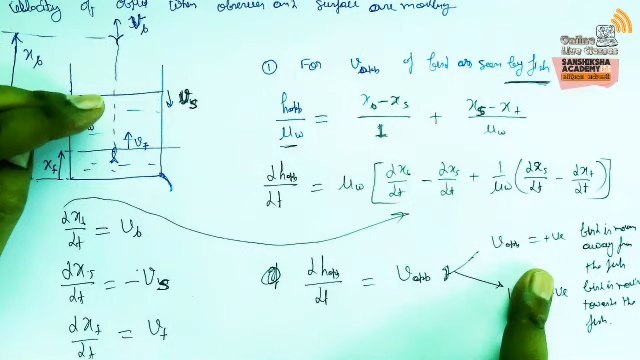 Velocity of object when observer and surface are moving
V_b
x_b
V_s
V_f
x_f
① For V_app of bird as seen by fish
h_app/μ_w = (x_b - x_s)/1 + (x_s - x_f)/μ_w
dh_app/dt = μ_w [ dx_b/dt - dx_s/dt + 1/μ_w ( dx_s/dt - dx_f/dt ) ]
dx_b/dt = V_b
dx_s/dt = -V_s
dx_f/dt = V_f
dh_app/dt = V_app
V_app = +ve
bird is moving
away from
the fish
ve
bird is moving
towards the
fish.
Online
Live Classes
SANSHIKSHA
ACADEMY